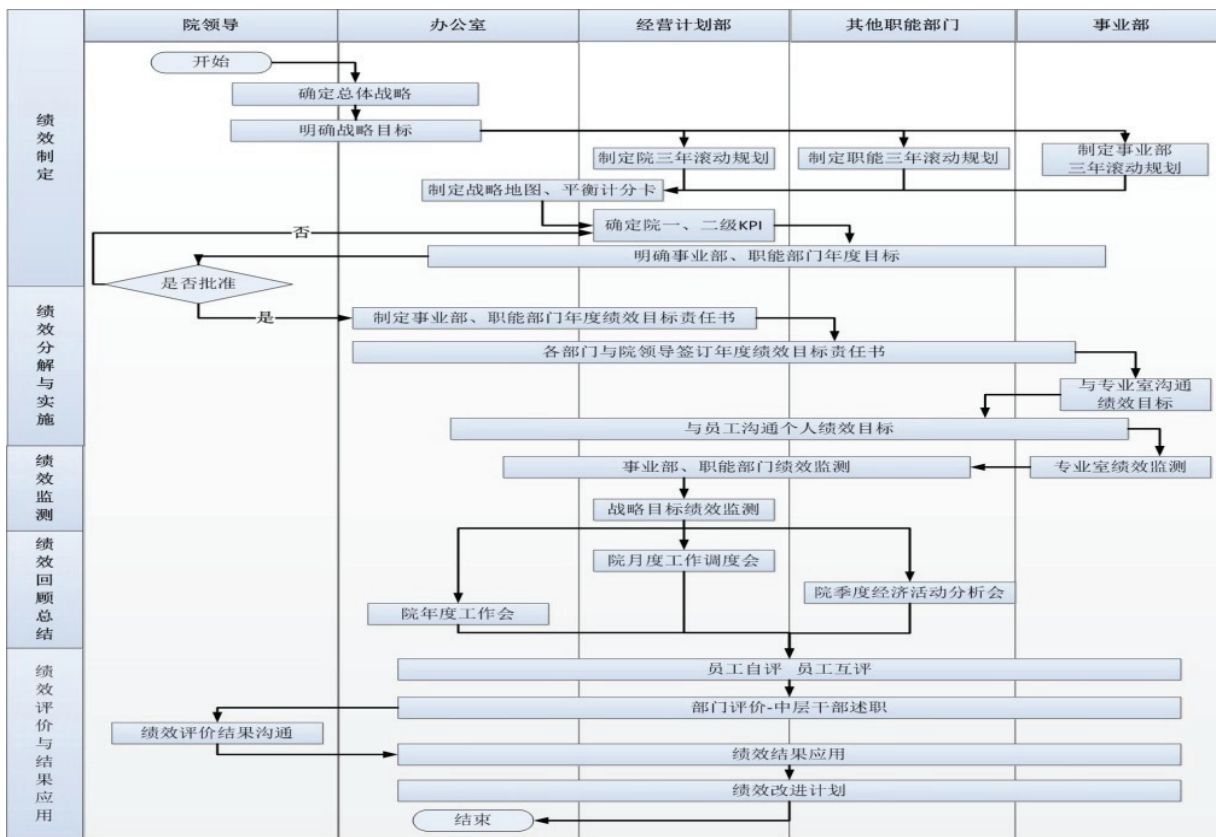 院领导
办公室
经营计划部
其他职能部门
事业部
绩效制定
开始
确定总体战略
明确战略目标
制定院三年滚动规划
制定职能三年滚动规划
制定事业部
三年滚动规划
制定战略地图、平衡计分卡
确定院一、二级KPI
否
明确事业部、职能部门年度目标
是否批准
绩效分解与实施
是
制定事业部、职能部门年度绩效目标责任书
各部门与院领导签订年度绩效目标责任书
与专业室沟通
绩效目标
与员工沟通个人绩效目标
绩效监测
事业部、职能部门绩效监测
专业室绩效监测
战略目标绩效监测
绩效回顾总结
院月度工作调度会
院季度经济活动分析会
院年度工作会
绩效评价与结果应用
员工自评 员工互评
部门评价-中层干部述职
绩效评价结果沟通
绩效结果应用
绩效改进计划
结束